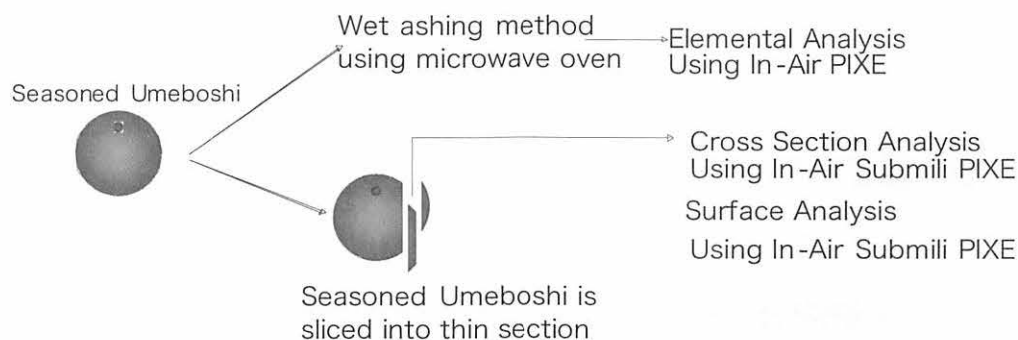 Wet ashing method
using microwave oven
Elemental Analysis
Using In-Air PIXE
Seasoned Umeboshi
Cross Section Analysis
Using In-Air Submili PIXE
Surface Analysis
Using In-Air Submili PIXE
Seasoned Umeboshi is
sliced into thin section